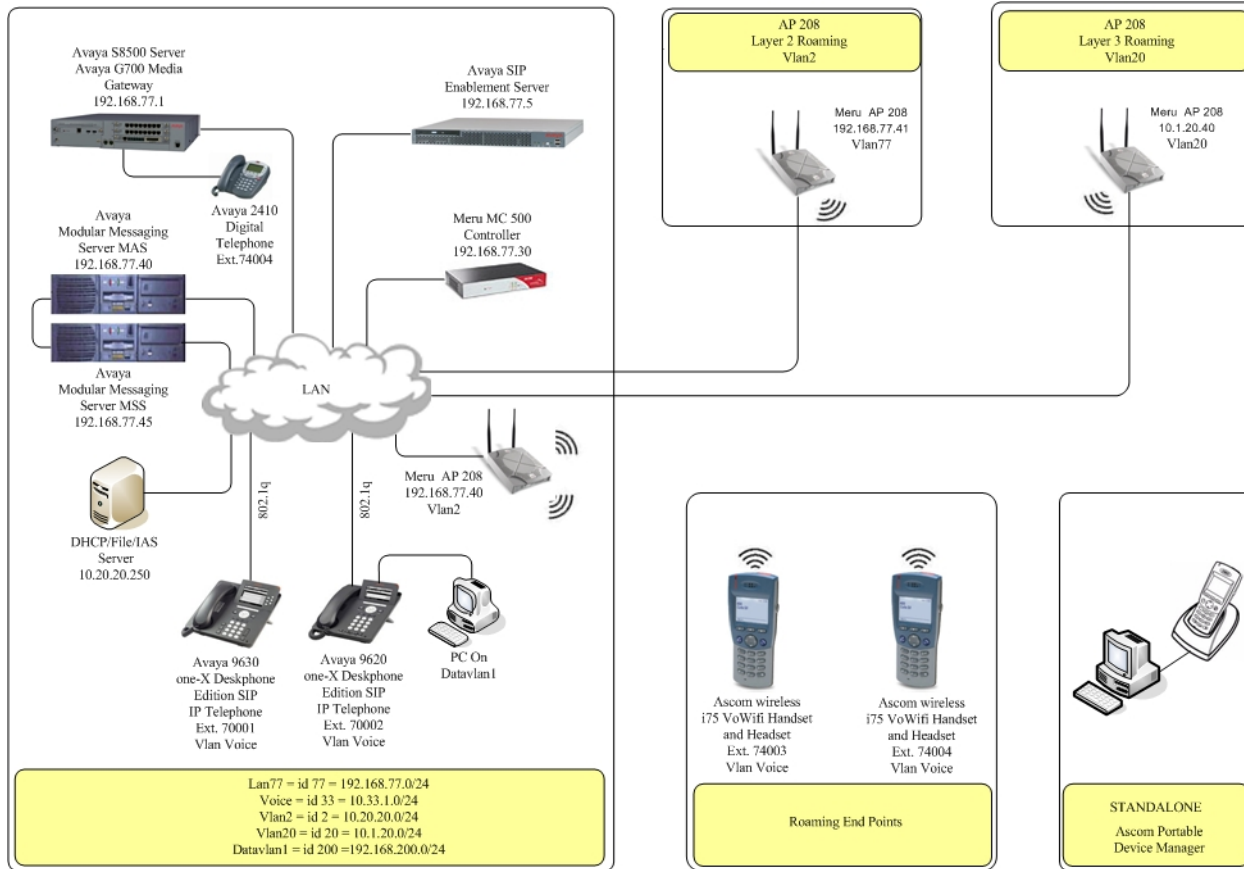 Avaya S8500 Server
Avaya G700 Media
Gateway
192.168.77.1
Avaya SIP
Enablement Server
192.168.77.5
Avaya 2410
Digital
Telephone
Ext.74004
Avaya
Modular Messaging
Server MAS
192.168.77.40
Meru MC 500
Controller
192.168.77.30
Avaya
Modular Messaging
Server MSS
192.168.77.45
LAN
Meru AP 208
192.168.77.40
Vlan2
DHCP/File/IAS
Server
10.20.20.250
802.1q
802.1q
Avaya 9630
one-X Deskphone
Edition SIP
IP Telephone
Ext. 70001
Vlan Voice
Avaya 9620
one-X Deskphone
Edition SIP
IP Telephone
Ext. 70002
Vlan Voice
PC On
Datavlan1
Lan77 = id 77 = 192.168.77.0/24
Voice = id 33 = 10.33.1.0/24
Vlan2 = id 2 = 10.20.20.0/24
Vlan20 = id 20 = 10.1.20.0/24
Datavlan1 = id 200 =192.168.200.0/24
AP 208
Layer 2 Roaming
Vlan2
Meru AP 208
192.168.77.41
Vlan77
AP 208
Layer 3 Roaming
Vlan20
Meru AP 208
10.1.20.40
Vlan20
Ascom wireless
i75 VoWifi Handset
and Headset
Ext. 74003
Vlan Voice
Ascom wireless
i75 VoWifi Handset
and Headset
Ext. 74004
Vlan Voice
Roaming End Points
STANDALONE
Ascom Portable
Device Manager